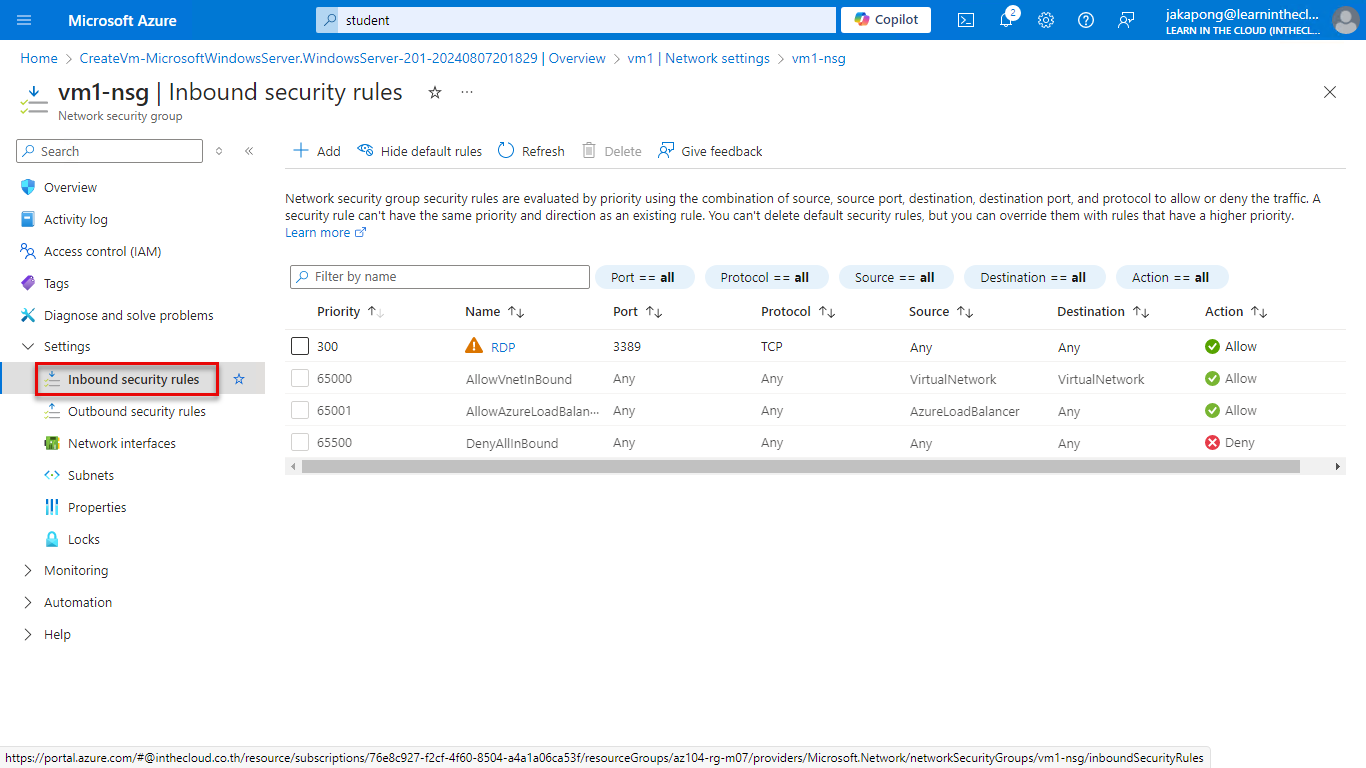 Microsoft Azure
student
Copilot
2
jakapong@learninthecl...
LEARN IN THE CLOUD (INTHECL...
Home > CreateVm-MicrosoftWindowsServer.WindowsServer-201-20240807201829 | Overview > vm1 | Network settings > vm1-nsg
vm1-nsg | Inbound security rules
Network security group
Search
Add Hide default rules Refresh Delete Give feedback
Overview
Activity log
Access control (IAM)
Tags
Diagnose and solve problems
Settings
Inbound security rules
Outbound security rules
Network interfaces
Subnets
Properties
Locks
Monitoring
Automation
Help
Network security group security rules are evaluated by priority using the combination of source, source port, destination, destination port, and protocol to allow or deny the traffic. A
security rule can't have the same priority and direction as an existing rule. You can't delete default security rules, but you can override them with rules that have a higher priority.
Learn more
Filter by name Port == all Protocol == all Source == all Destination == all Action == all
Priority Name Port Protocol Source Destination Action
300 RDP 3389 TCP Any Any Allow
65000 AllowVnetInBound Any Any VirtualNetwork VirtualNetwork Allow
65001 AllowAzureLoadBalan... Any Any AzureLoadBalancer Any Allow
65500 DenyAllInBound Any Any Any Any Deny
https://portal.azure.com/#@inthecloud.co.th/resource/subscriptions/76e8c927-f2cf-4f60-8504-a4a1a06ca53f/resourceGroups/az104-rg-m07/providers/Microsoft.Network/networkSecurityGroups/vm1-nsg/inboundSecurityRules